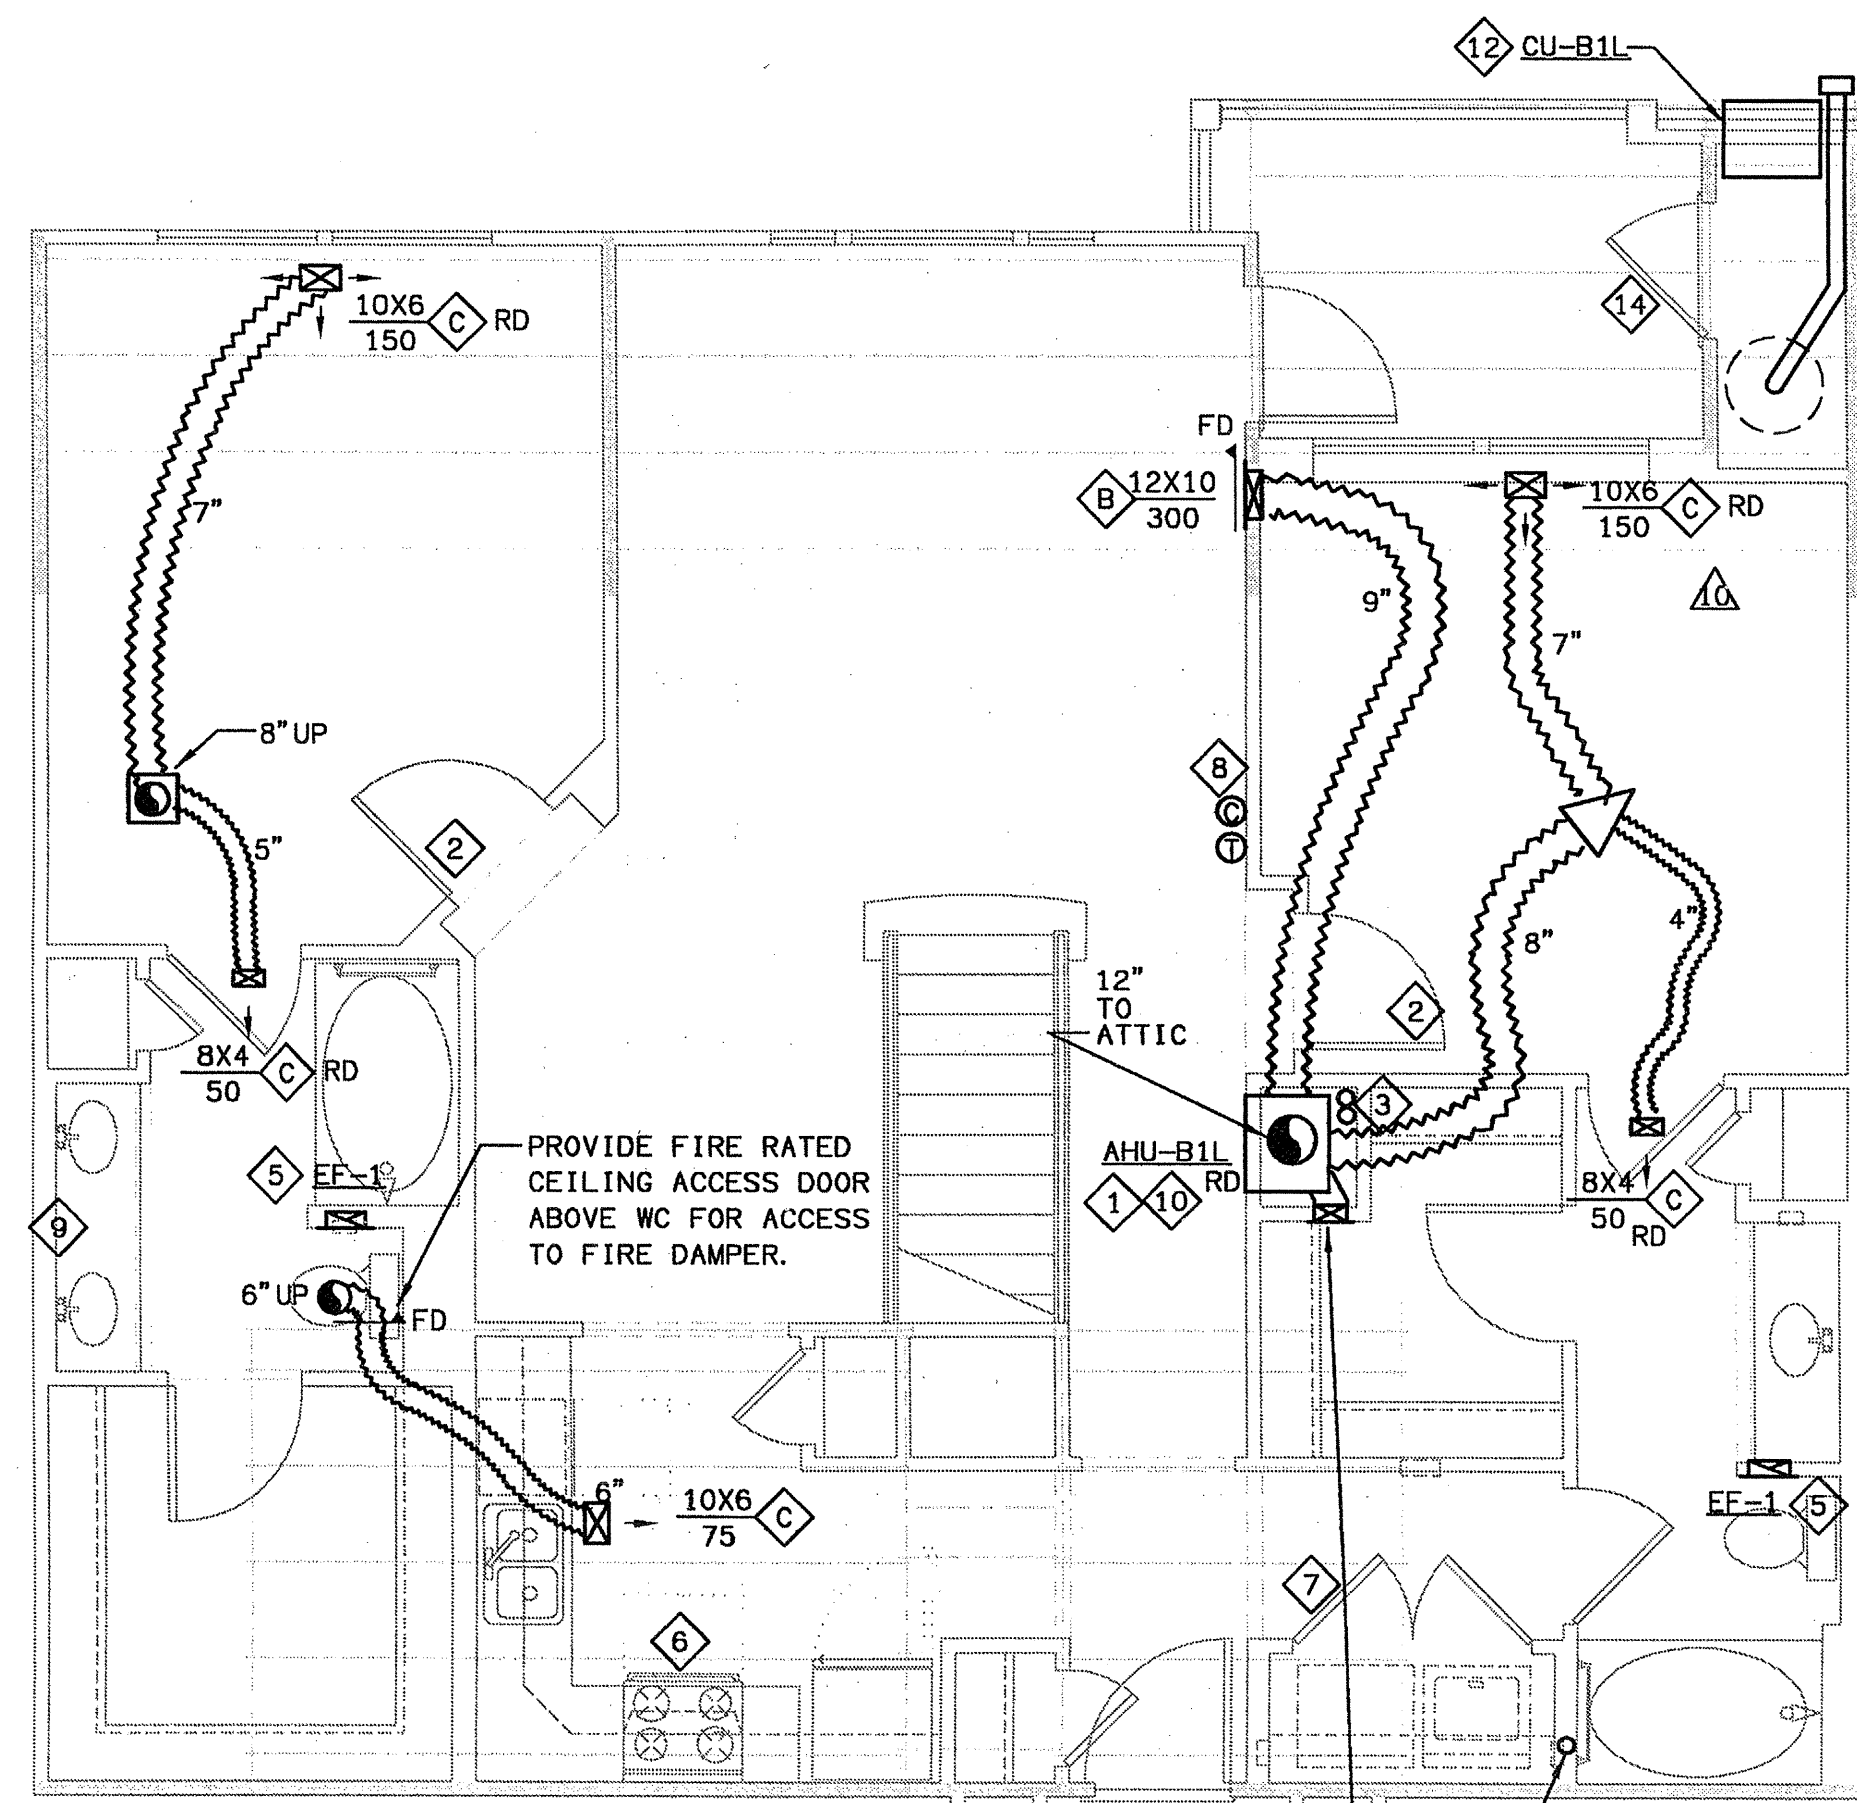 12 CU-B1L
14
10X6
150
C RD
FD
B 12X10
300
10X6
150
C RD
7”
9”
10
7”
8” UP
8
C
T
5”
2
4”
8”
12”
TO
ATTIC
2
8X4
50
C RD
3
PROVIDE FIRE RATED
CEILING ACCESS DOOR
ABOVE WC FOR ACCESS
TO FIRE DAMPER.
AHU-B1L
RD
1 10
5 EF-1
8X4
50
C
RD
9
6” UP
FD
6”
10X6
75
C
EF-1 5
7
6